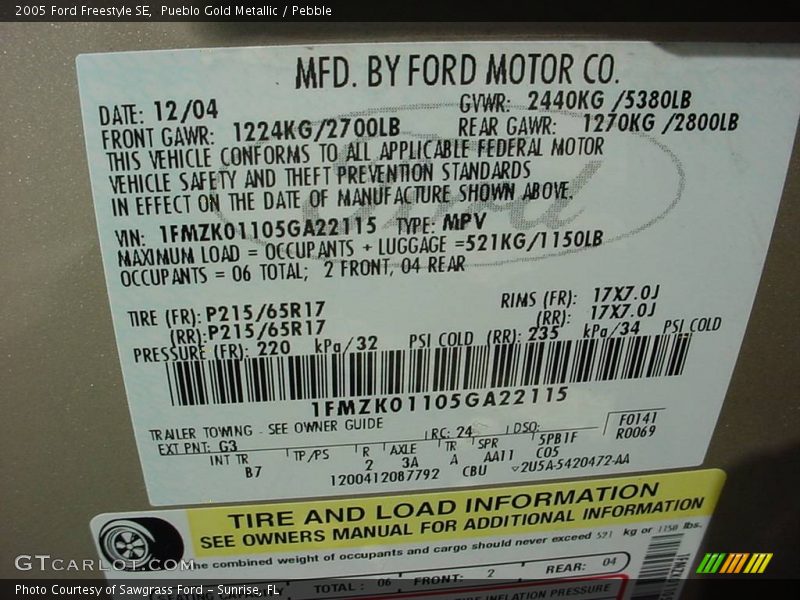 2005 Ford Freestyle SE, Pueblo Gold Metallic / Pebble
MFD. BY FORD MOTOR CO.
DATE: 12/04 GVWR: 2440KG /5380LB
FRONT GAWR: 1224KG/2700LB REAR GAWR: 1270KG /2800LB
THIS VEHICLE CONFORMS TO ALL APPLICABLE FEDERAL MOTOR
VEHICLE SAFETY AND THEFT PREVENTION STANDARDS
IN EFFECT ON THE DATE OF MANUFACTURE SHOWN ABOVE.
VIN: 1FMZK01105GA22115 TYPE: MPV
MAXIMUM LOAD = OCCUPANTS + LUGGAGE =521KG/1150LB
OCCUPANTS = 06 TOTAL; 2 FRONT, 04 REAR
TIRE (FR): P215/65R17 RIMS (FR): 17X7.0J
(RR): P215/65R17 (RR): 17X7.0J
PRESSURE (FR): 220 kPa/32 PSI COLD (RR): 235 kPa/34 PSI COLD
1FMZK01105GA22115
TRAILER TOWING - SEE OWNER GUIDE
F0141
R0069
EXT PNT: G3 RC: 24 DSO:
INT TR TP/PS R AXLE TR SPR 5PB1F
B7 2 3A A AA11 C05
1200412087792 CBU 2U5A-5420472-AA
TIRE AND LOAD INFORMATION
SEE OWNERS MANUAL FOR ADDITIONAL INFORMATION
The combined weight of occupants and cargo should never exceed 521 kg or 1150 lbs.
TOTAL: 06 FRONT: 2 REAR: 04
TIRE INFLATION PRESSURE
GTcarlot.com
Photo Courtesy of Sawgrass Ford - Sunrise, FL